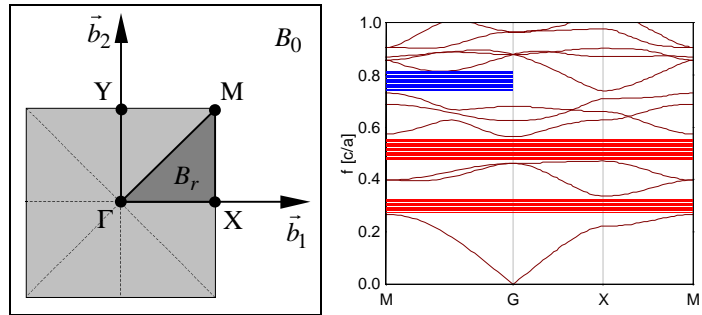 b⃗₂
B₀
Y
M
Bᵣ
Γ
X
b⃗₁
f [c/a]
1.0
0.8
0.6
0.4
0.2
0.0
M G X M